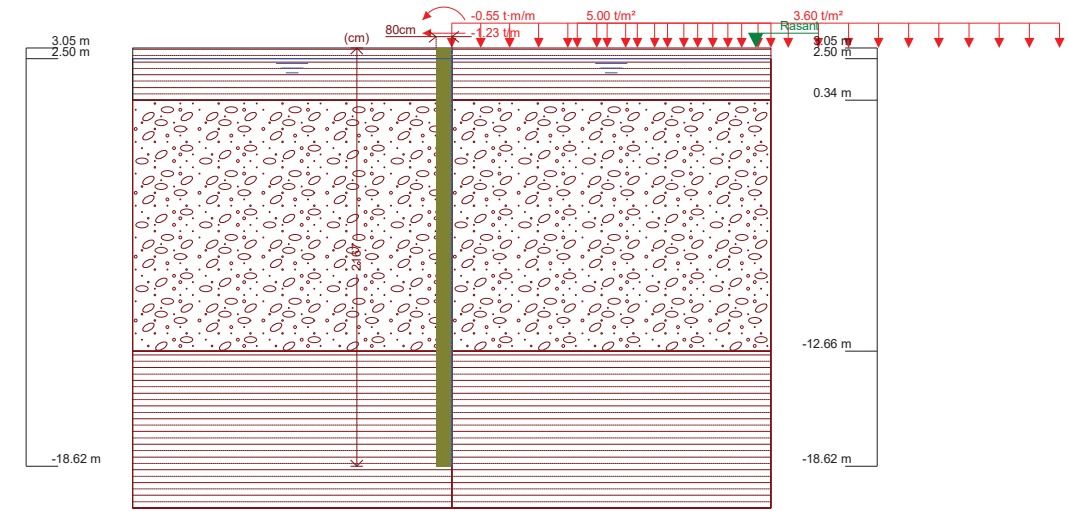 -0.55 t·m/m
5.00 t/m²
3.60 t/m²
80cm
-1.23 t/m
Rasant
(cm)
3.05 m
3.05 m
2.50 m
2.50 m
0.34 m
2167
-12.66 m
-18.62 m
-18.62 m